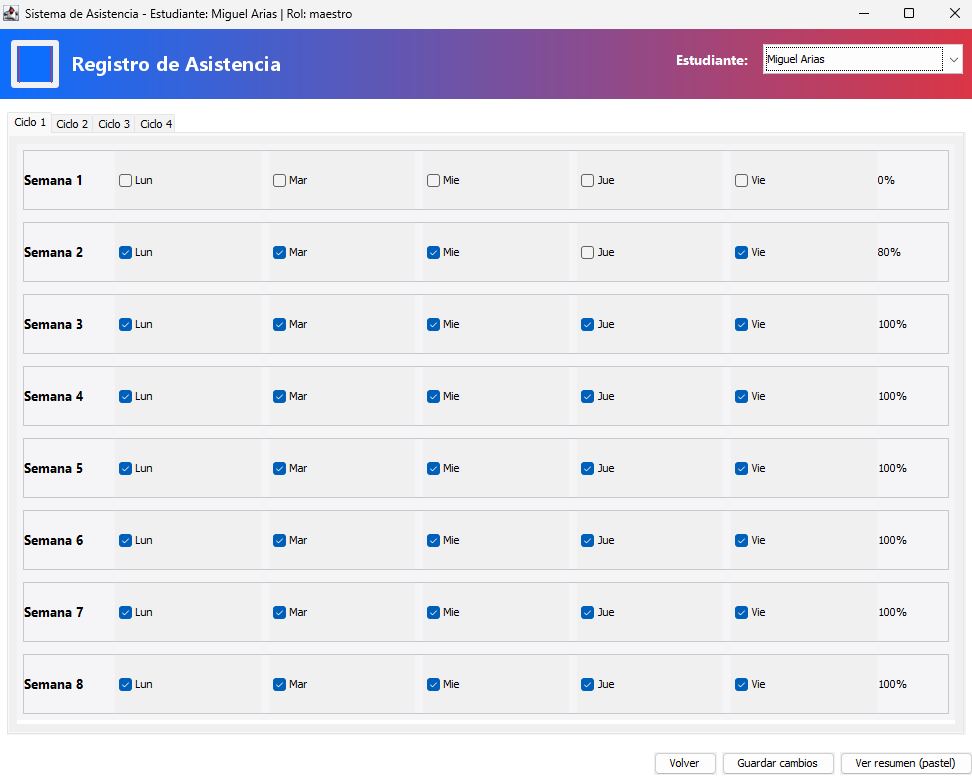 Sistema de Asistencia - Estudiante: Miguel Arias | Rol: maestro
Registro de Asistencia
Estudiante: Miguel Arias
Ciclo 1 Ciclo 2 Ciclo 3 Ciclo 4
Semana 1 Lun Mar Mie Jue Vie 0%
Semana 2 Lun Mar Mie Jue Vie 80%
Semana 3 Lun Mar Mie Jue Vie 100%
Semana 4 Lun Mar Mie Jue Vie 100%
Semana 5 Lun Mar Mie Jue Vie 100%
Semana 6 Lun Mar Mie Jue Vie 100%
Semana 7 Lun Mar Mie Jue Vie 100%
Semana 8 Lun Mar Mie Jue Vie 100%
Volver Guardar cambios Ver resumen (pastel)